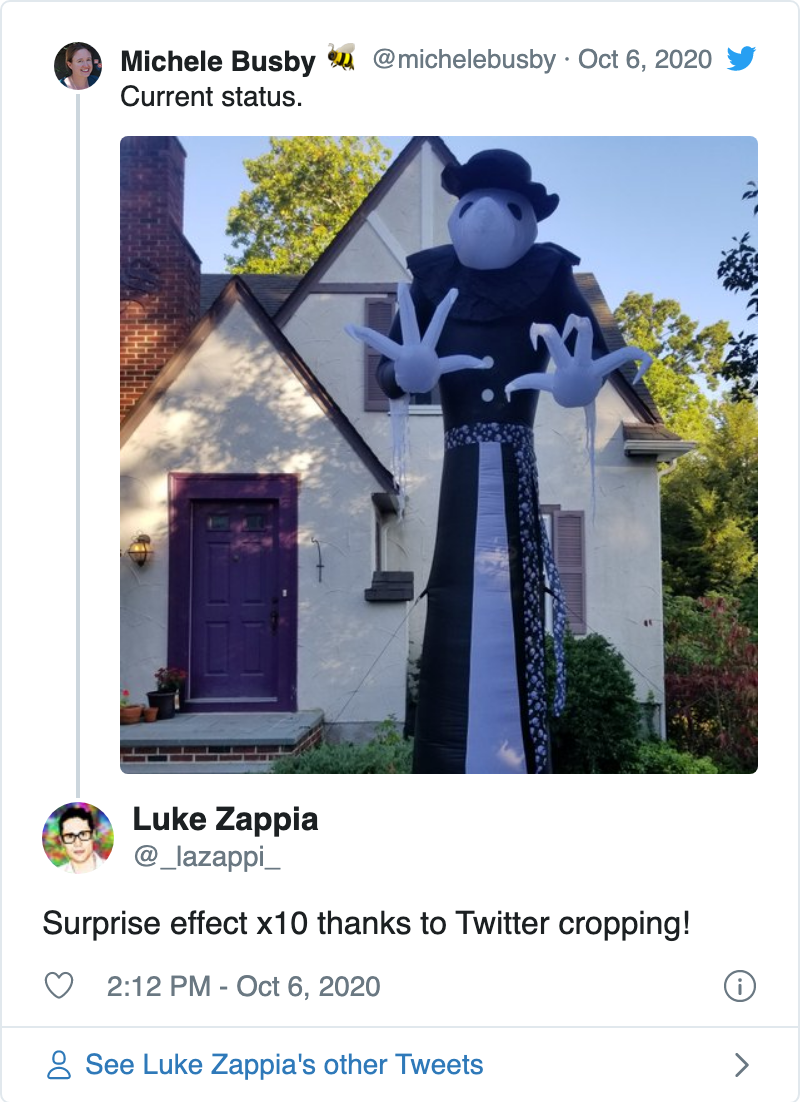 Michele Busby 🐝 @michelebusby · Oct 6, 2020
Current status.
Luke Zappia
@_lazappi_
Surprise effect x10 thanks to Twitter cropping!
2:12 PM - Oct 6, 2020
See Luke Zappia's other Tweets